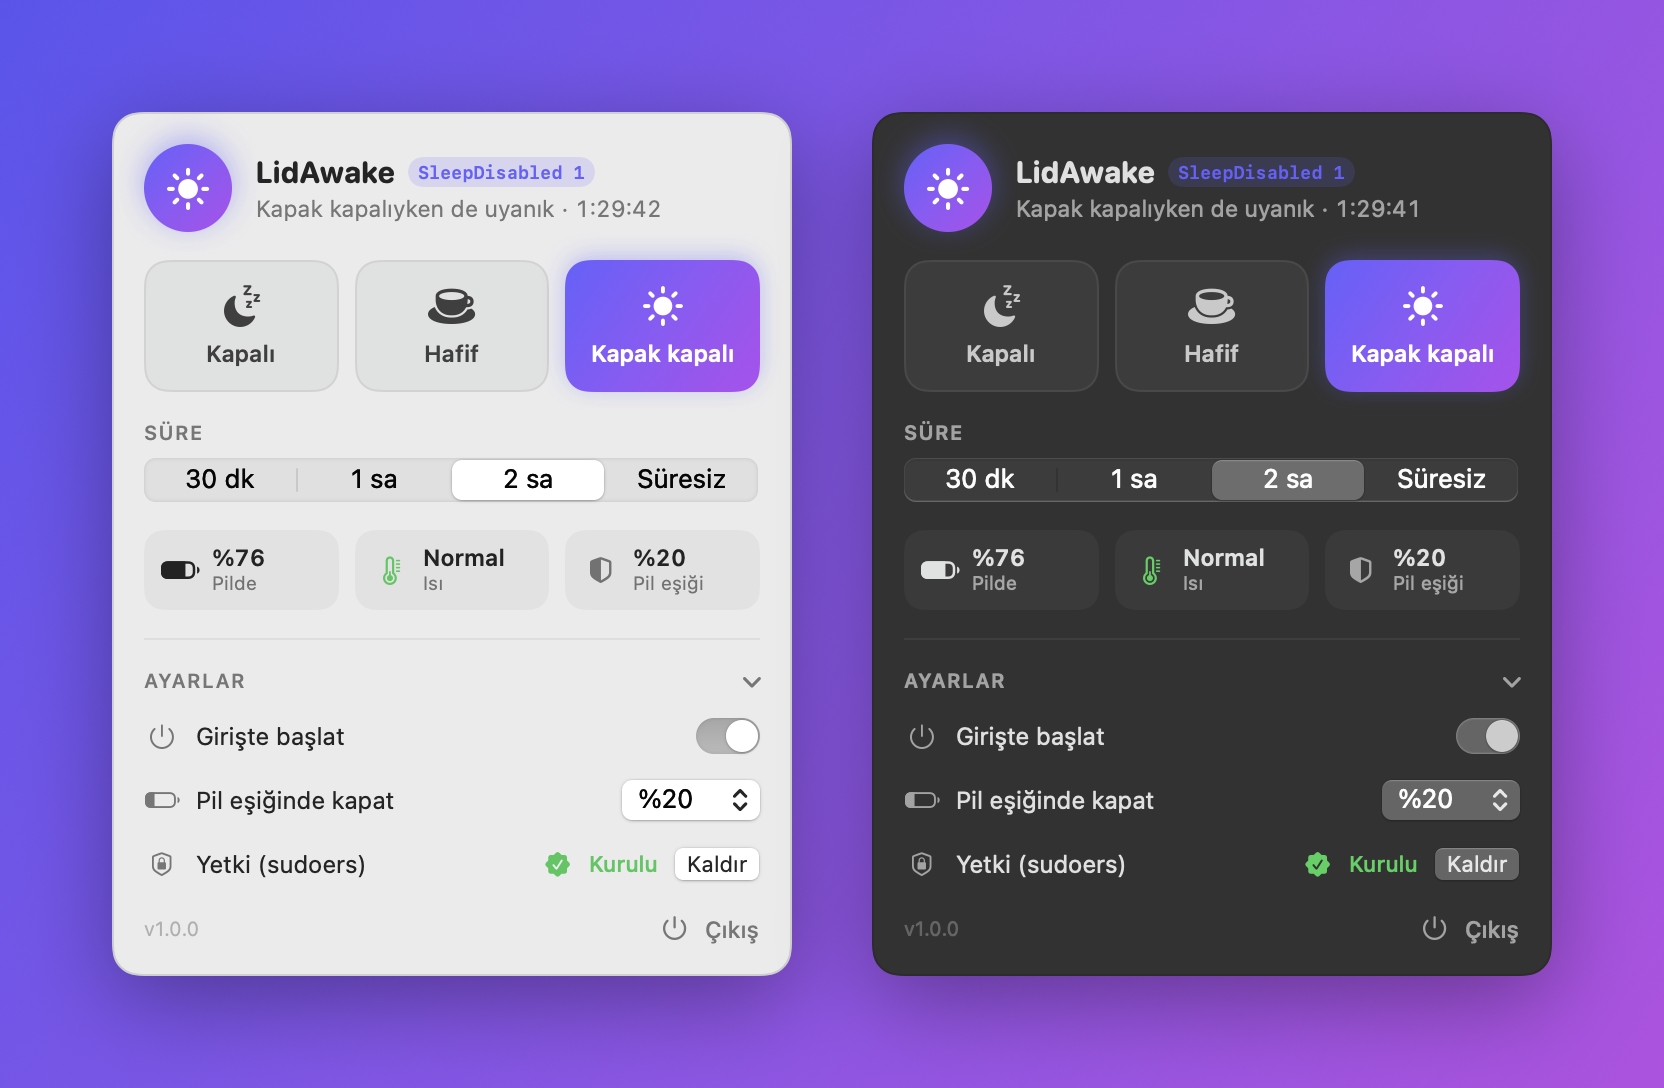 LidAwake SleepDisabled 1
Kapak kapalıyken de uyanık · 1:29:42
Kapalı
Hafif
Kapak kapalı
SÜRE
30 dk
1 sa
2 sa
Süresiz
%76
Pilde
Normal
Isı
%20
Pil eşiği
AYARLAR
Girişte başlat
Pil eşiğinde kapat %20
Yetki (sudoers) Kurulu Kaldır
v1.0.0 Çıkış
LidAwake SleepDisabled 1
Kapak kapalıyken de uyanık · 1:29:41
Kapalı
Hafif
Kapak kapalı
SÜRE
30 dk
1 sa
2 sa
Süresiz
%76
Pilde
Normal
Isı
%20
Pil eşiği
AYARLAR
Girişte başlat
Pil eşiğinde kapat %20
Yetki (sudoers) Kurulu Kaldır
v1.0.0 Çıkış